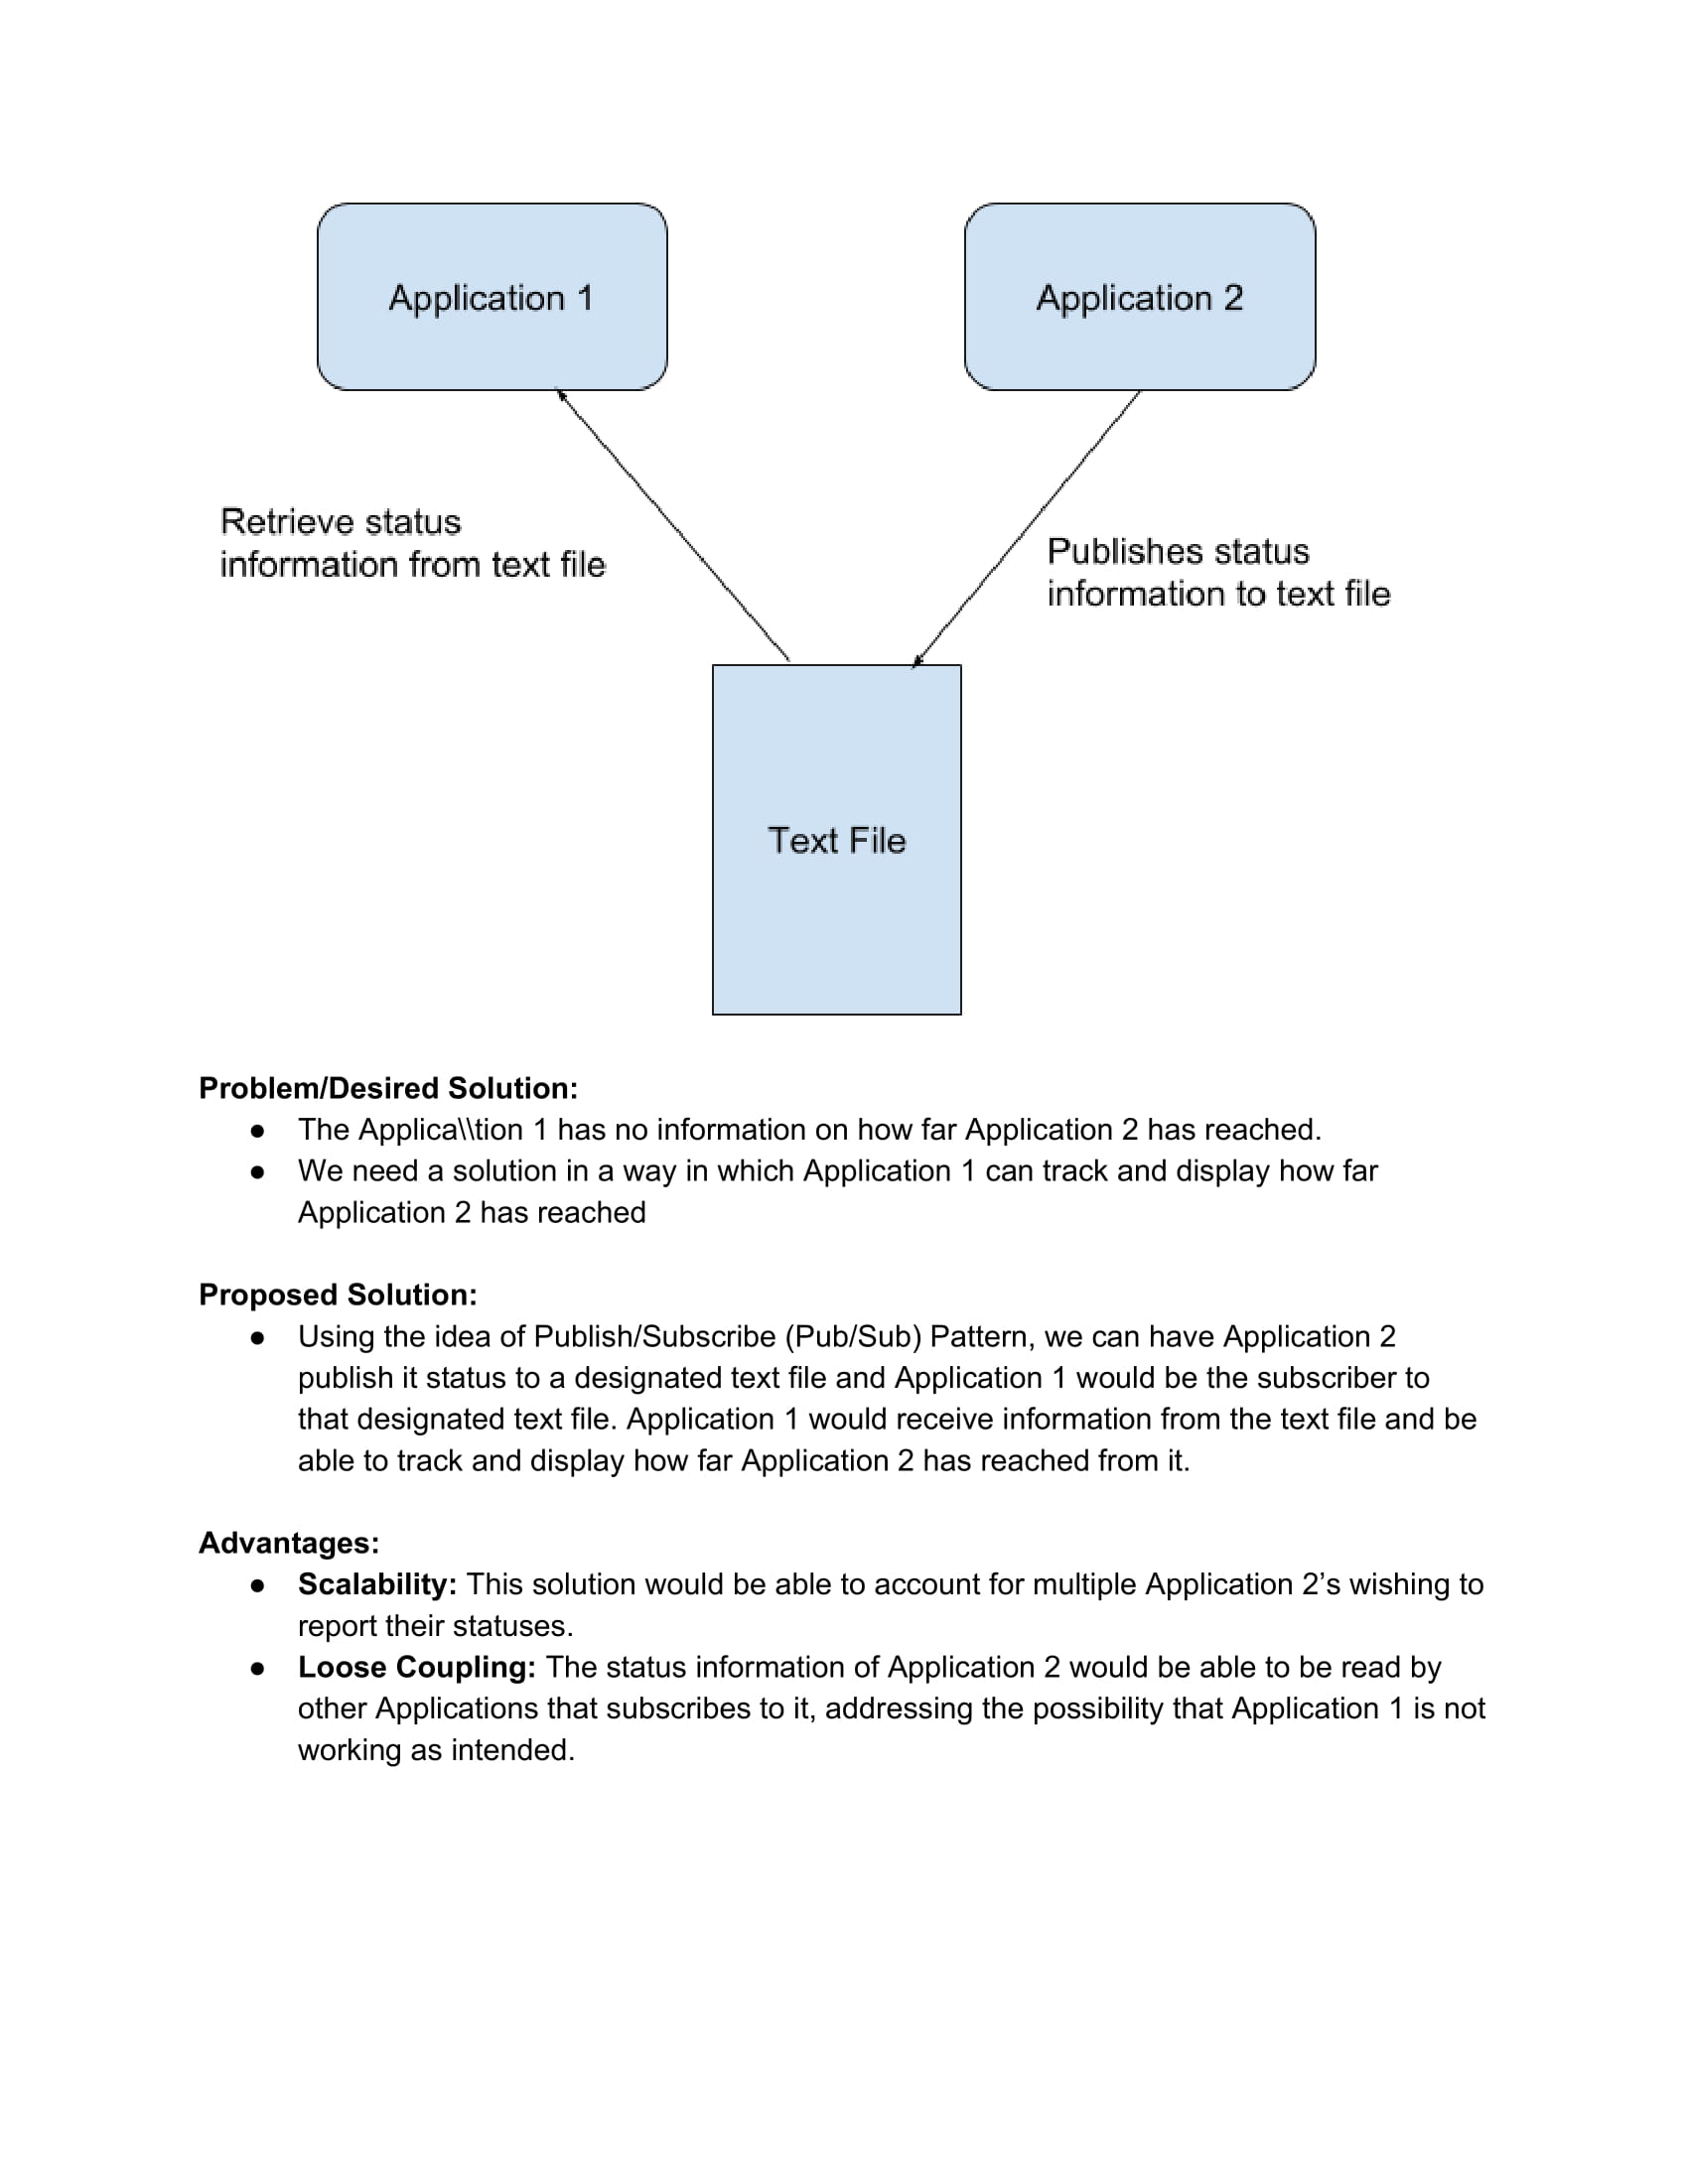 Application 1
Application 2
Retrieve status
information from text file
Publishes status
information to text file
Text File
Problem/Desired Solution:
● The Applica\\tion 1 has no information on how far Application 2 has reached.
● We need a solution in a way in which Application 1 can track and display how far
Application 2 has reached
Proposed Solution:
● Using the idea of Publish/Subscribe (Pub/Sub) Pattern, we can have Application 2
publish it status to a designated text file and Application 1 would be the subscriber to
that designated text file. Application 1 would receive information from the text file and be
able to track and display how far Application 2 has reached from it.
Advantages:
● Scalability: This solution would be able to account for multiple Application 2’s wishing to
report their statuses.
● Loose Coupling: The status information of Application 2 would be able to be read by
other Applications that subscribes to it, addressing the possibility that Application 1 is not
working as intended.